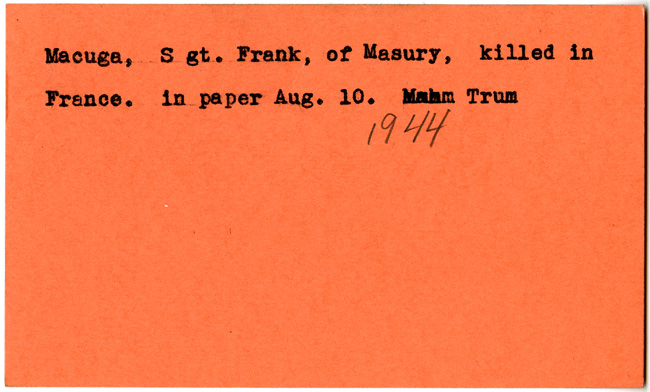 Macuga, S gt. Frank, of Masury, killed in
France. in paper Aug. 10. Trum
1944